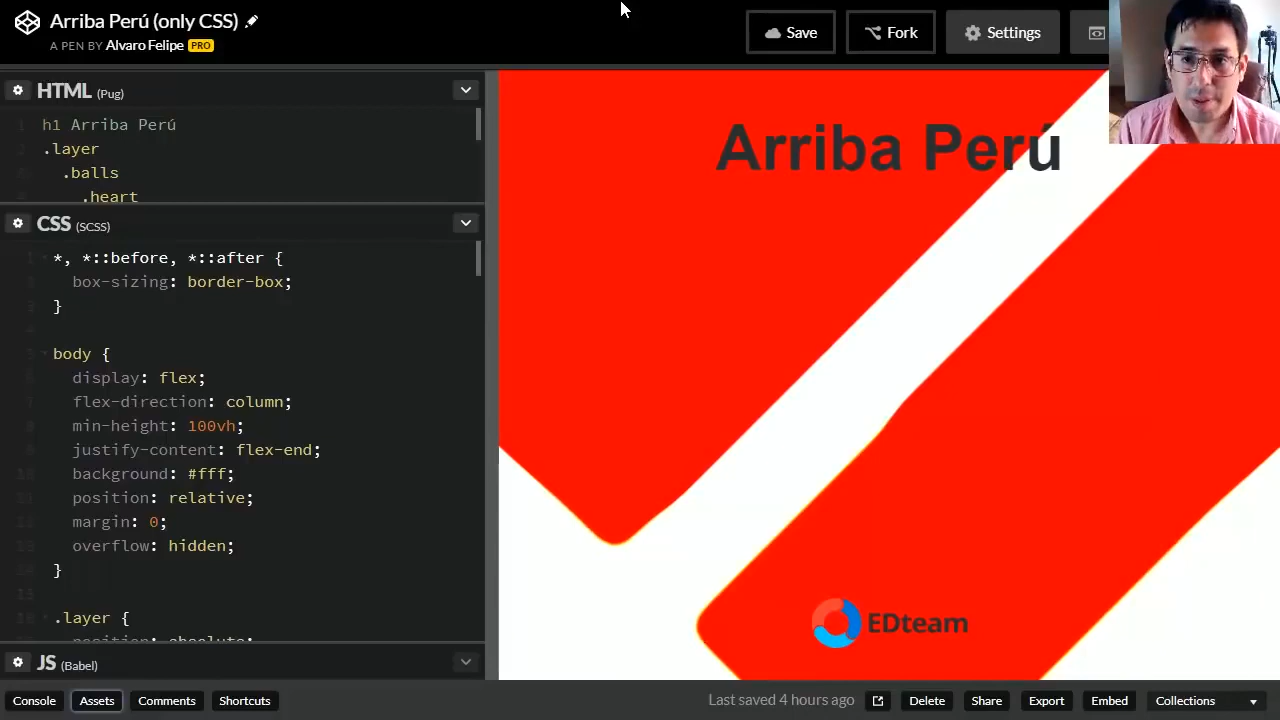 Arriba Perú (only CSS)
A PEN BY Alvaro Felipe PRO
Save
Fork
Settings
HTML (Pug)
h1 Arriba Perú
.layer
.balls
.heart
CSS (SCSS)
*, *::before, *::after {
box-sizing: border-box;
}
body {
display: flex;
flex-direction: column;
min-height: 100vh;
justify-content: flex-end;
background: #fff;
position: relative;
margin: 0;
overflow: hidden;
}
.layer {
position: absolute;
JS (Babel)
Arriba Perú
EDteam
Console
Assets
Comments
Shortcuts
Last saved 4 hours ago
Delete
Share
Export
Embed
Collections